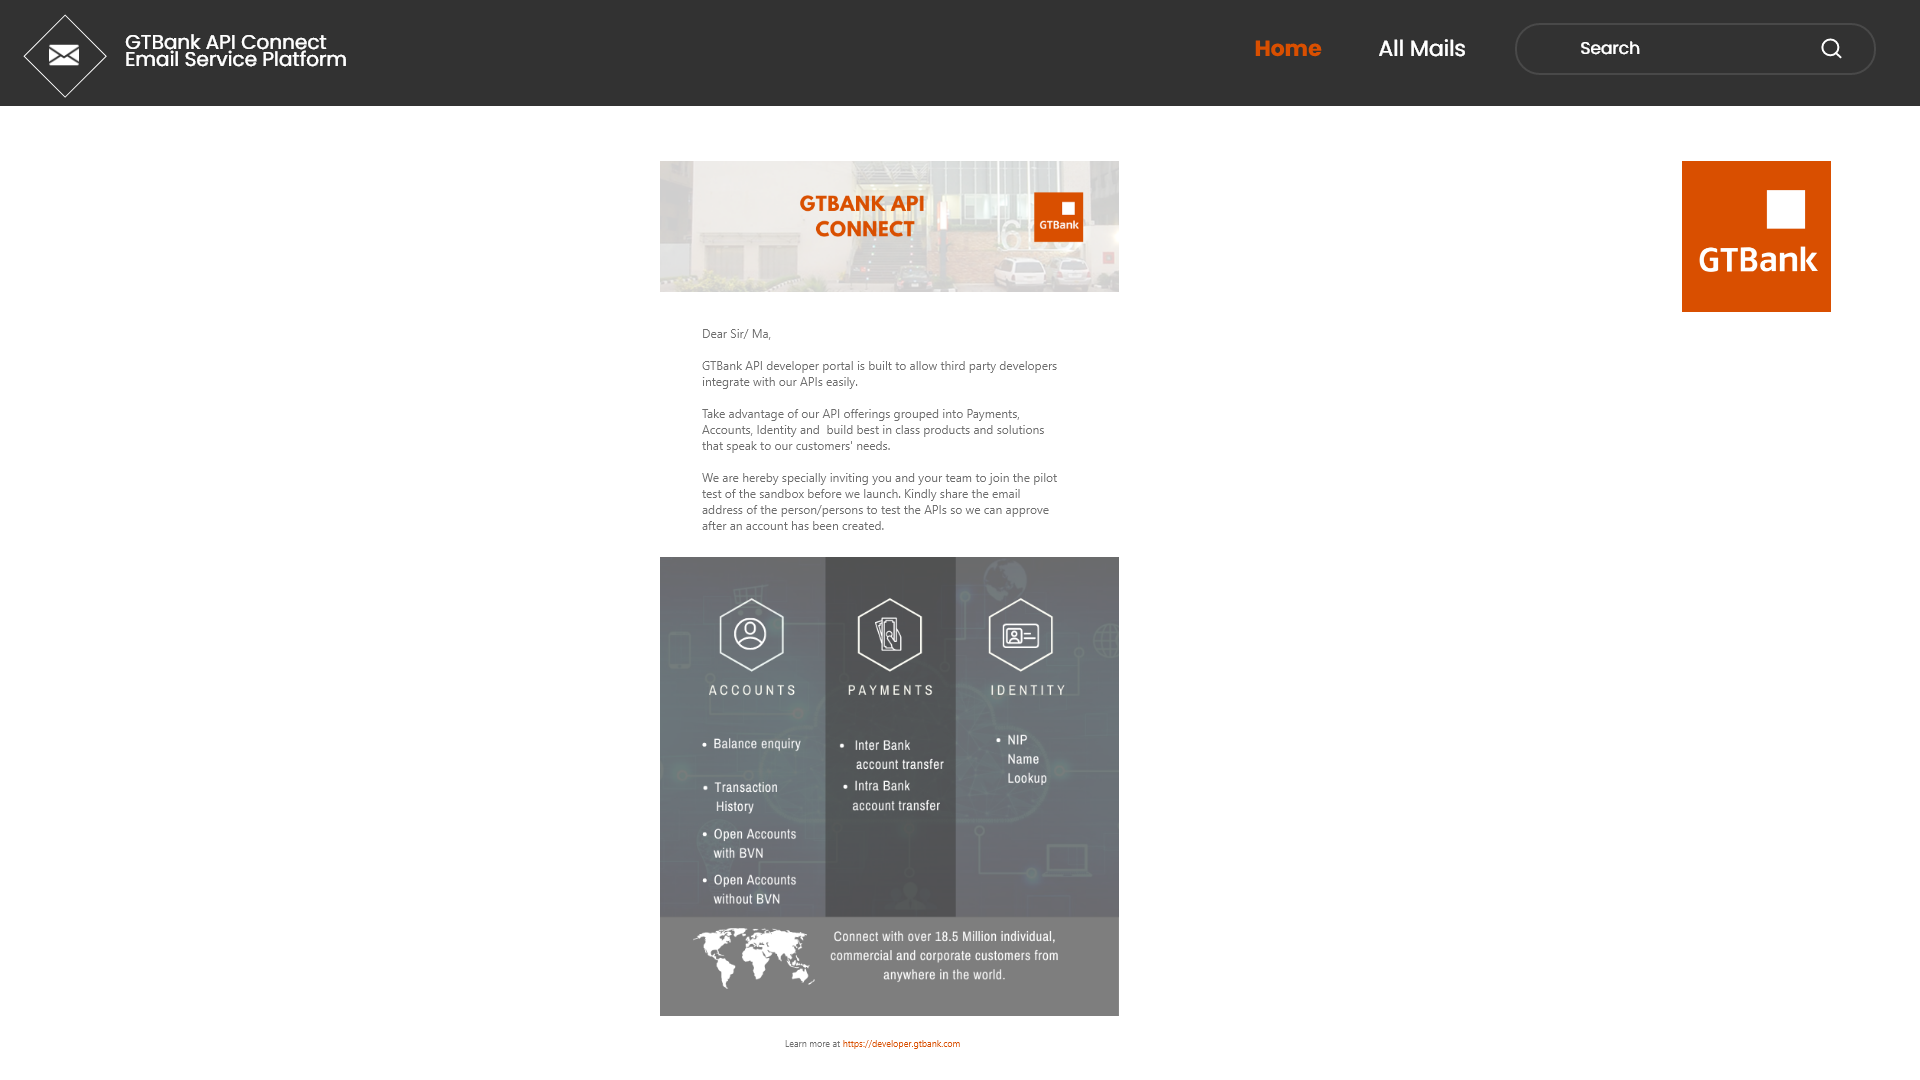 GTBank API Connect
Email Service Platform
Home
All Mails
Search
GTBANK API
CONNECT
GTBank
GTBank
Dear Sir/ Ma,
GTBank API developer portal is built to allow third party developers
integrate with our APIs easily.
Take advantage of our API offerings grouped into Payments,
Accounts, Identity and  build best in class products and solutions
that speak to our customers' needs.
We are hereby specially inviting you and your team to join the pilot
test of the sandbox before we launch. Kindly share the email
address of the person/persons to test the APIs so we can approve
after an account has been created.
ACCOUNTS
• Balance enquiry
• Transaction
History
• Open Accounts
with BVN
• Open Accounts
without BVN
PAYMENTS
• Inter Bank
account transfer
• Intra Bank
account transfer
IDENTITY
• NIP
Name
Lookup
Connect with over 18.5 Million individual,
commercial and corporate customers from
anywhere in the world.
Learn more at https://developer.gtbank.com